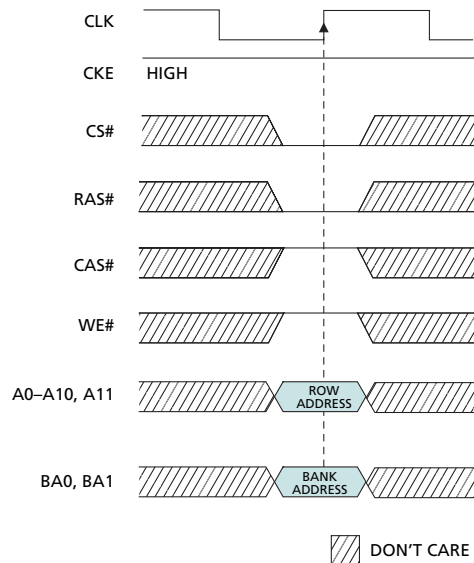 CLK
CKE HIGH
CS#
RAS#
CAS#
WE#
A0–A10, A11 ROW
ADDRESS
BA0, BA1 BANK
ADDRESS
DON'T CARE